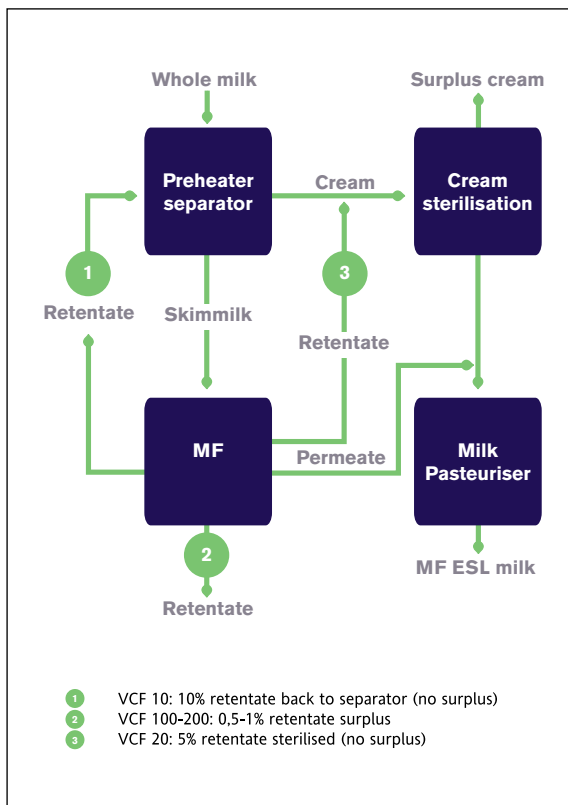 Whole milk
Surplus cream
Preheater
separator
Cream
Cream
sterilisation
1
3
Retentate
Skimmilk
Retentate
MF
Permeate
Milk
Pasteuriser
2
MF ESL milk
Retentate
1 VCF 10: 10% retentate back to separator (no surplus)
2 VCF 100-200: 0,5-1% retentate surplus
3 VCF 20: 5% retentate sterilised (no surplus)